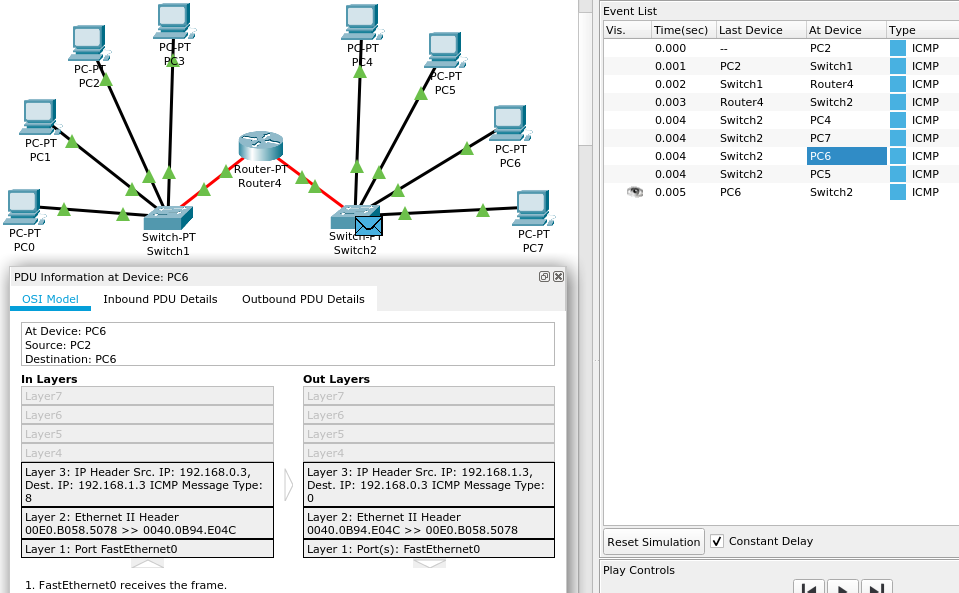 PC-PT
PC3
PC-PT
PC4
PC-PT
PC2
PC-PT
PC5
PC-PT
PC1
PC-PT
PC6
Router-PT
Router4
PC-PT
PC0
Switch-PT
Switch1
Switch-PT
Switch2
PC-PT
PC7
PDU Information at Device: PC6
OSI Model Inbound PDU Details Outbound PDU Details
At Device: PC6
Source: PC2
Destination: PC6
In Layers
Layer7
Layer6
Layer5
Layer4
Layer 3: IP Header Src. IP: 192.168.0.3,
Dest. IP: 192.168.1.3 ICMP Message Type:
8
Layer 2: Ethernet II Header
00E0.B058.5078 >> 0040.0B94.E04C
Layer 1: Port FastEthernet0
Out Layers
Layer7
Layer6
Layer5
Layer4
Layer 3: IP Header Src. IP: 192.168.1.3,
Dest. IP: 192.168.0.3 ICMP Message Type:
0
Layer 2: Ethernet II Header
0040.0B94.E04C >> 00E0.B058.5078
Layer 1: Port(s): FastEthernet0
1. FastEthernet0 receives the frame.
Event List
Vis. Time(sec) Last Device At Device Type
0.000 -- PC2 ICMP
0.001 PC2 Switch1 ICMP
0.002 Switch1 Router4 ICMP
0.003 Router4 Switch2 ICMP
0.004 Switch2 PC4 ICMP
0.004 Switch2 PC7 ICMP
0.004 Switch2 PC6 ICMP
0.004 Switch2 PC5 ICMP
0.005 PC6 Switch2 ICMP
Reset Simulation Constant Delay
Play Controls